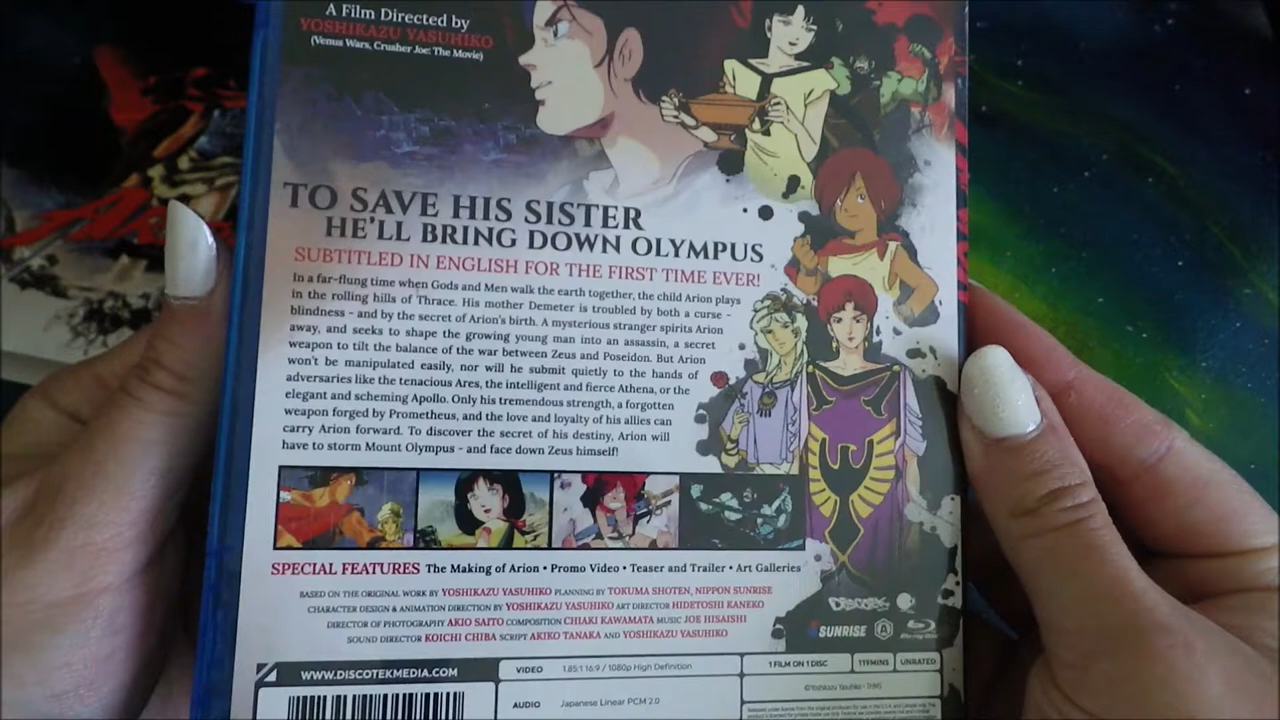 A Film Directed by
YOSHIKAZU YASUHIKO
(Venus Wars, Crusher Joe: The Movie)
TO SAVE HIS SISTER
HE'LL BRING DOWN OLYMPUS
SUBTITLED IN ENGLISH FOR THE FIRST TIME EVER!
In a far-flung time when Gods and Men walk the earth together, the child Arion plays
in the rolling hills of Thrace. His mother Demeter is troubled by both a curse –
blindness – and by the secret of Arion's birth. A mysterious stranger spirits Arion
away, and seeks to shape the growing young man into an assassin, a secret
weapon to tilt the balance of the war between Zeus and Poseidon. But Arion
won't be manipulated easily, nor will he submit quietly to the hands of
adversaries like the tenacious Ares, the intelligent and fierce Athena, or the
elegant and scheming Apollo. Only his tremendous strength, a forgotten
weapon forged by Prometheus, and the love and loyalty of his allies can
carry Arion forward. To discover the secret of his destiny, Arion will
have to storm Mount Olympus – and face down Zeus himself!
SPECIAL FEATURES The Making of Arion • Promo Video • Teaser and Trailer • Art Galleries
BASED ON THE ORIGINAL WORK BY YOSHIKAZU YASUHIKO PLANNING BY TOKUMA SHOTEN, NIPPON SUNRISE
CHARACTER DESIGN & ANIMATION DIRECTION BY YOSHIKAZU YASUHIKO ART DIRECTOR HIDETOSHI KANEKO
DIRECTOR OF PHOTOGRAPHY AKIO SAITO COMPOSITION CHIAKI KAWAMATA MUSIC JOE HISAISHI
SOUND DIRECTOR KOICHI CHIBA SCRIPT AKIKO TANAKA AND YOSHIKAZU YASUHIKO
DISCOTEK
SUNRISE A Blu-ray Disc
WWW.DISCOTEKMEDIA.COM
VIDEO 1.85:1 16:9 / 1080p High Definition
AUDIO Japanese Linear PCM 2.0
1 FILM ON 1 DISC 119MINS UNRATED
©Yoshikazu Yasuhiko · THMS